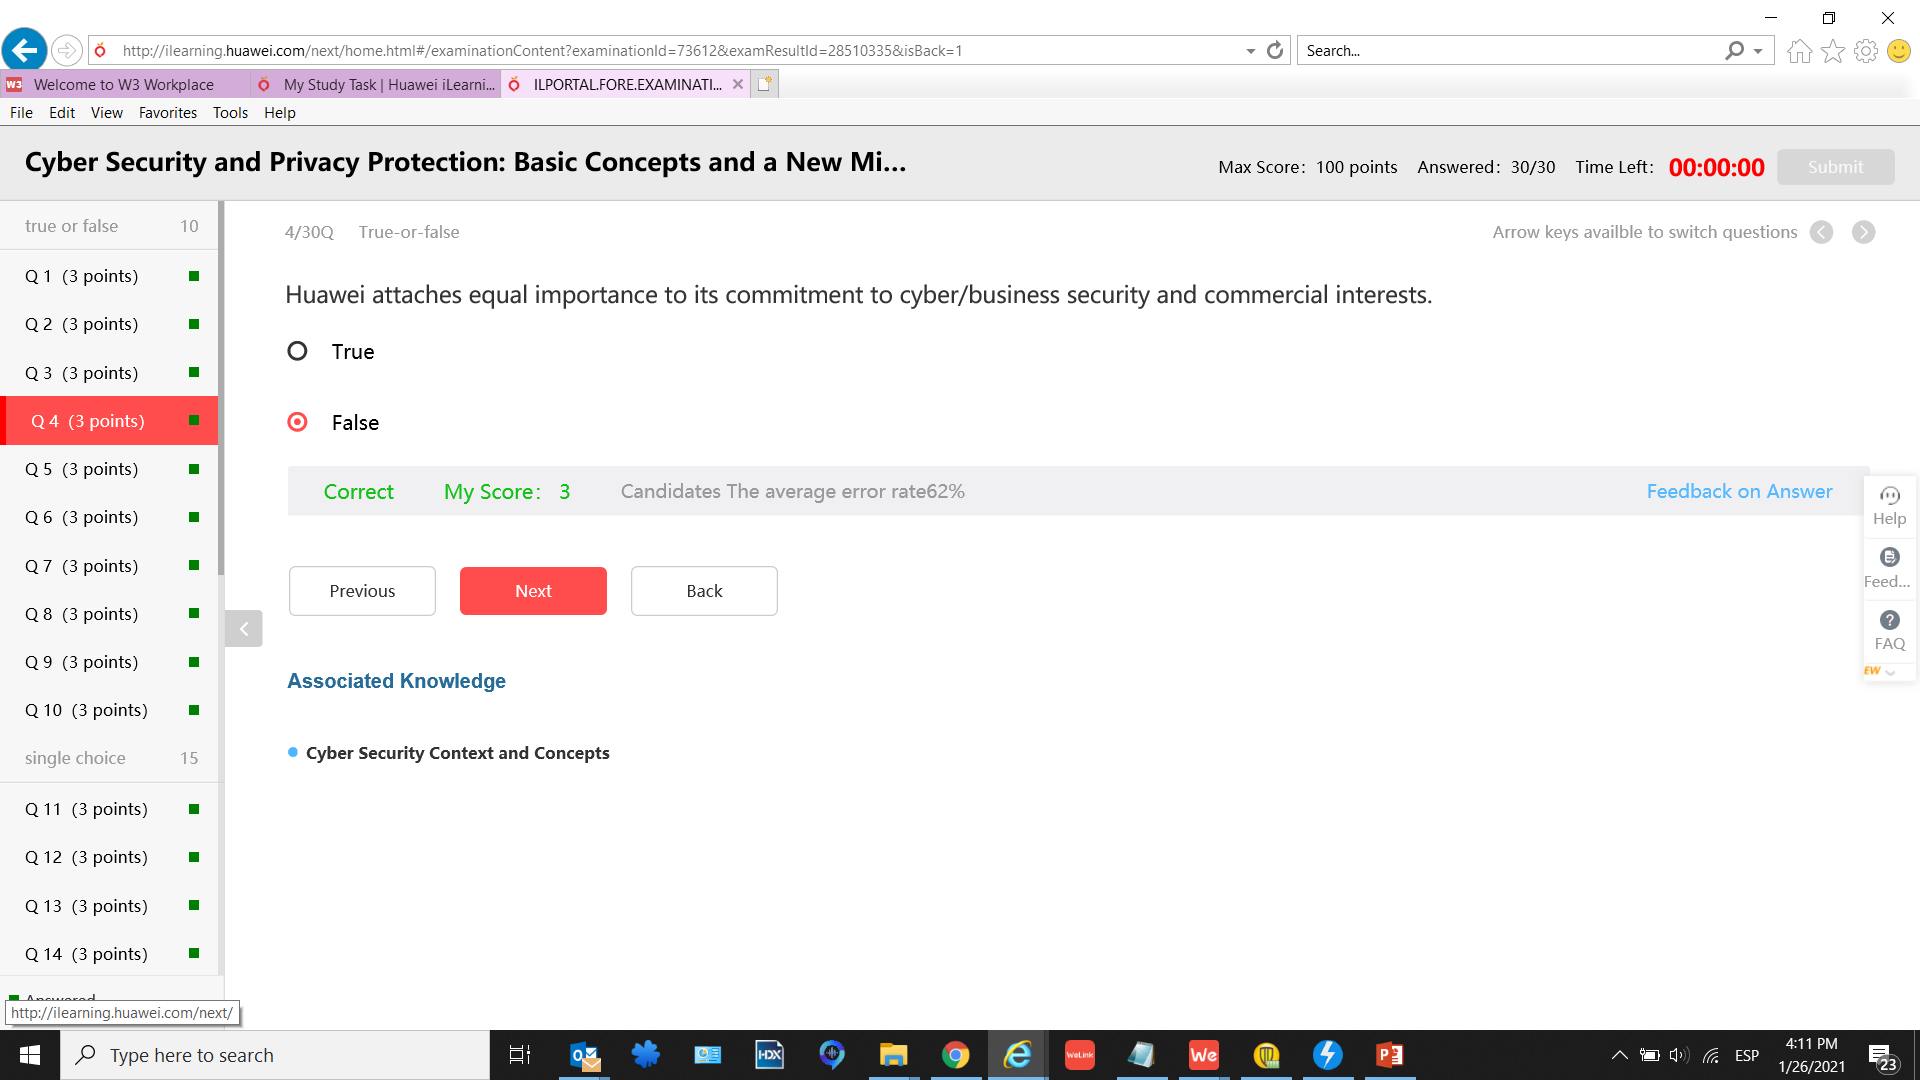 http://ilearning.huawei.com/next/home.html#/examinationContent?examinationId=73612&examResultId=28510335&isBack=1
Search...
W3 Welcome to W3 Workplace
My Study Task | Huawei iLearni...
ILPORTAL.FORE.EXAMINATI...
File Edit View Favorites Tools Help
Cyber Security and Privacy Protection: Basic Concepts and a New Mi...
Max Score: 100 points Answered: 30/30 Time Left: 00:00:00 Submit
true or false 10
Q 1 (3 points)
Q 2 (3 points)
Q 3 (3 points)
Q 4 (3 points)
Q 5 (3 points)
Q 6 (3 points)
Q 7 (3 points)
Q 8 (3 points)
Q 9 (3 points)
Q 10 (3 points)
single choice 15
Q 11 (3 points)
Q 12 (3 points)
Q 13 (3 points)
Q 14 (3 points)
Answered
http://ilearning.huawei.com/next/
4/30Q True-or-false
Arrow keys availble to switch questions
Huawei attaches equal importance to its commitment to cyber/business security and commercial interests.
True
False
Correct My Score: 3 Candidates The average error rate62% Feedback on Answer
Previous Next Back
Associated Knowledge
Cyber Security Context and Concepts
Help
Feed...
FAQ
EW
Type here to search
HDX
WeLink
We
ESP
4:11 PM
1/26/2021
23